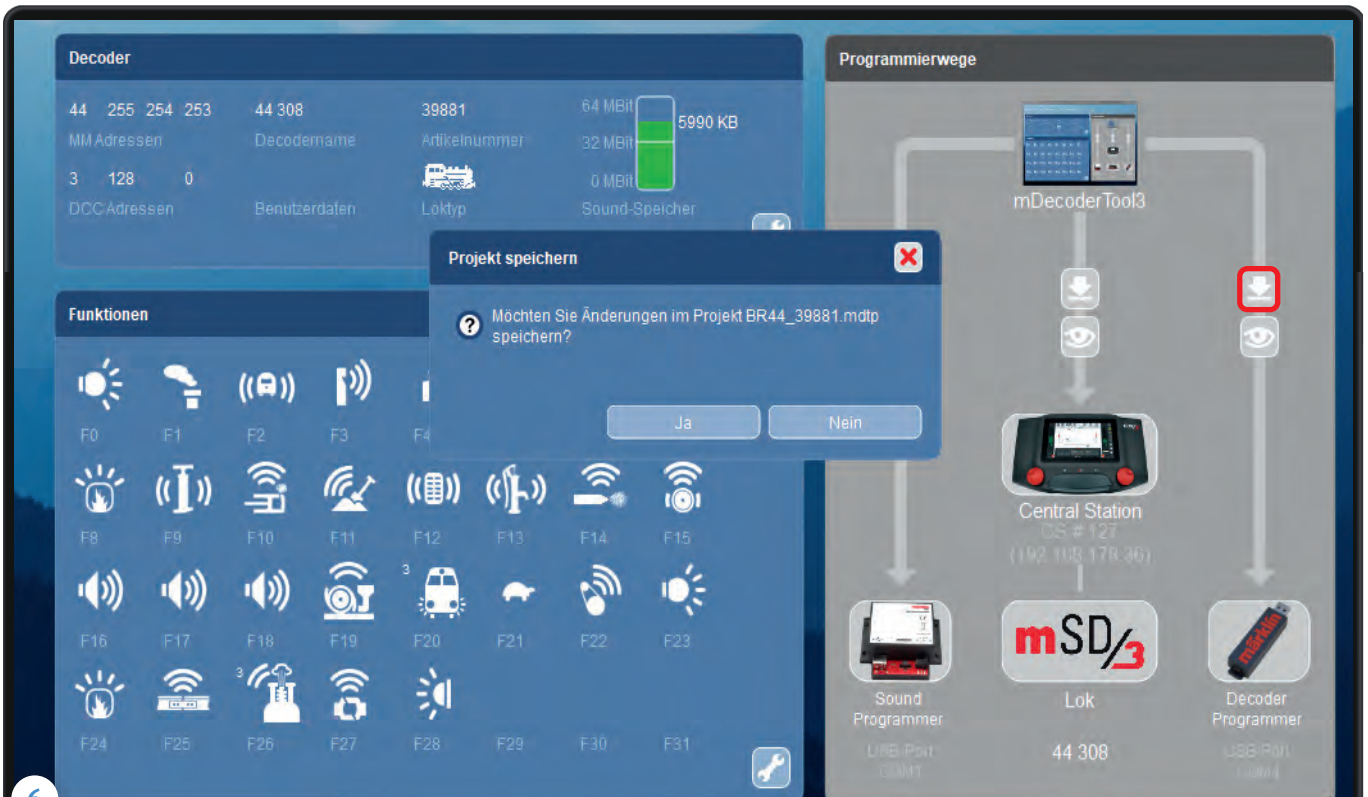 Decoder
44 255 254 253
44 308
39881
64 MBit
5990 KB
MM Adressen
Decodername
Artikelnummer
32 MBit
3 128 0
0 MBit
DCC Adressen
Benutzerdaten
Loktyp
Sound-Speicher
Projekt speichern
Möchten Sie Änderungen im Projekt BR44_39881.mdtp
speichern?
Ja
Nein
Funktionen
F0 F1 F2 F3 F4
F8 F9 F10 F11 F12 F13 F14 F15
F16 F17 F18 F19 F20 F21 F22 F23
3
3
F24 F25 F26 F27 F28 F29 F30 F31
Programmierwege
mDecoderTool3
Central Station
CS # 127
(192.168.178.36)
mSD/3
märklin
Sound
Programmer
USB Port
COM1
Lok
44 308
Decoder
Programmer
USB Port
6